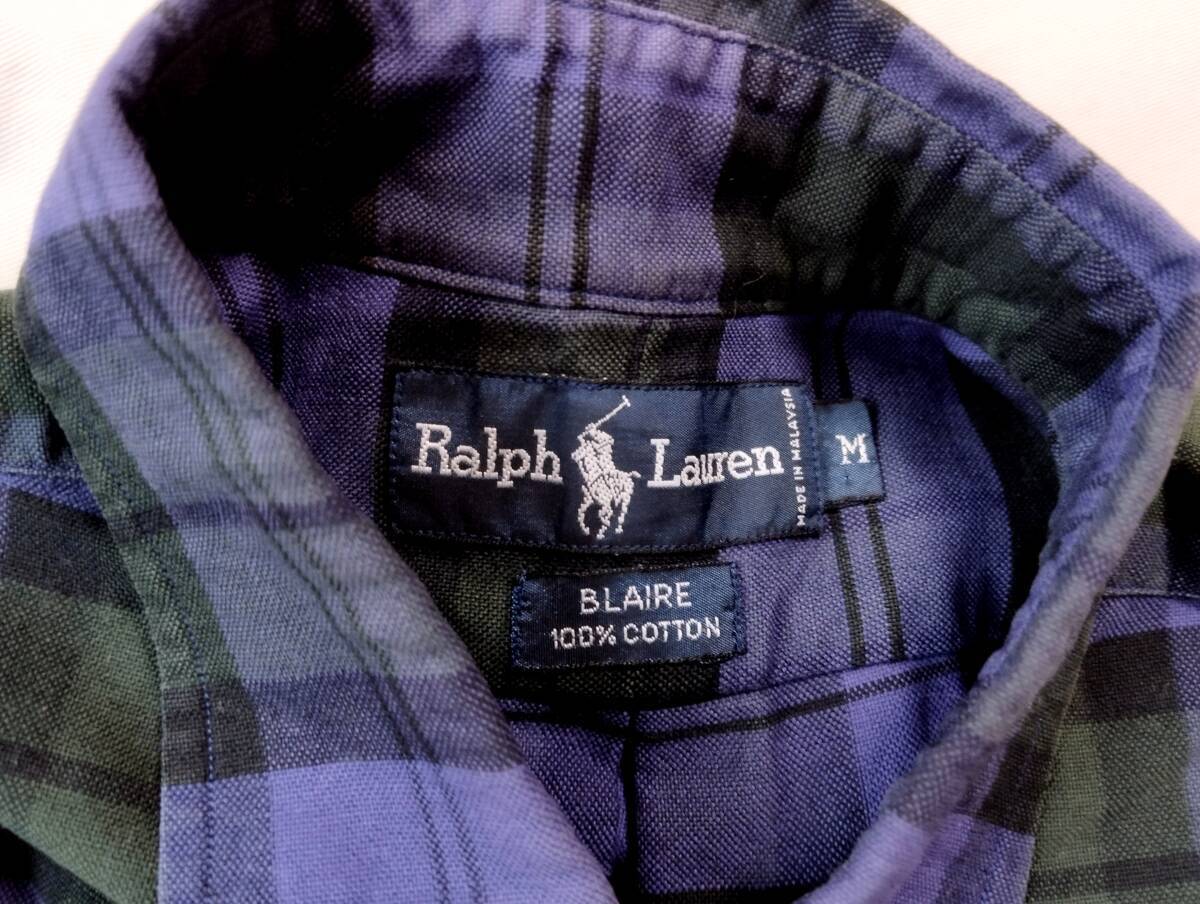 Ralph Lauren
MADE IN MALAYSIA
M
BLAIRE
100% COTTON